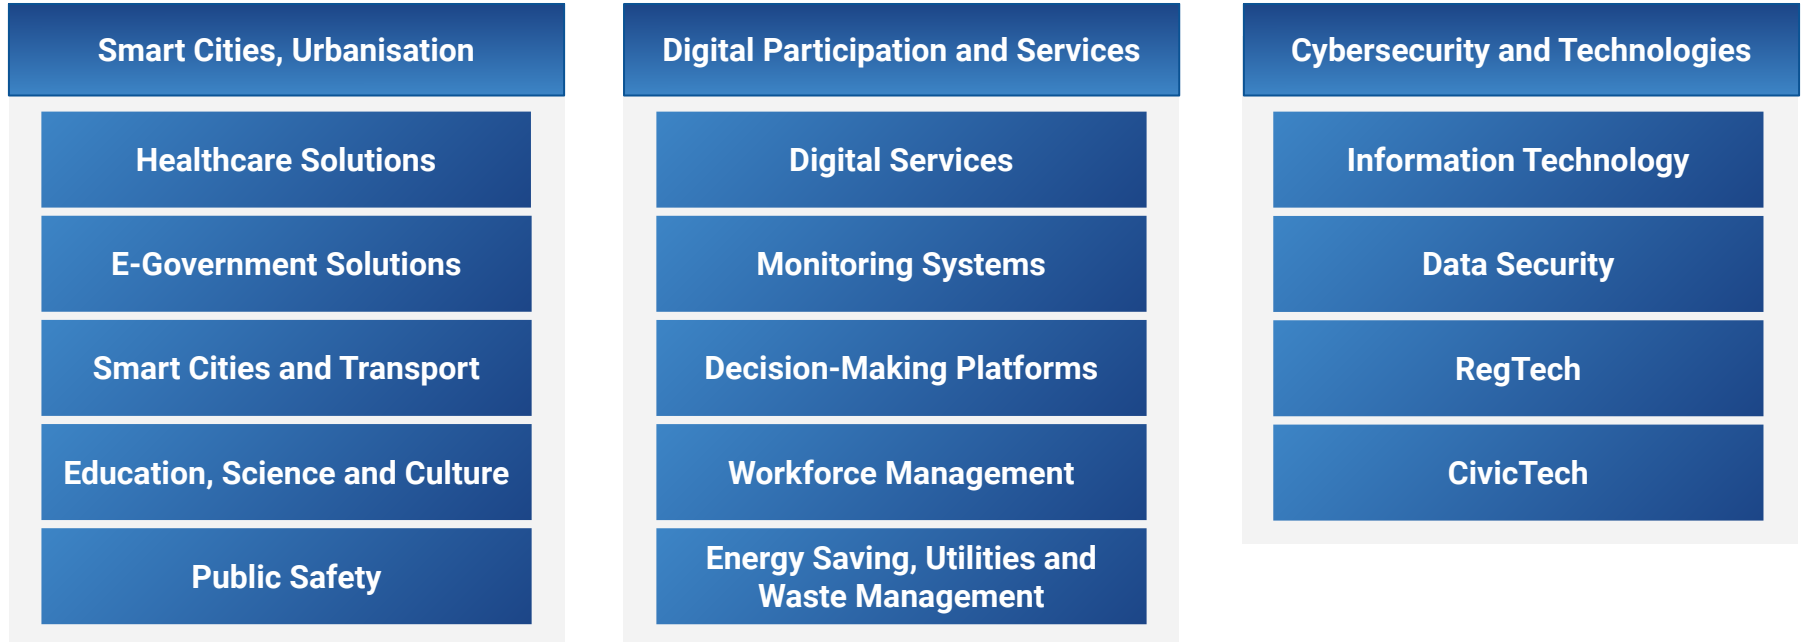 Smart Cities, Urbanisation
Healthcare Solutions
E-Government Solutions
Smart Cities and Transport
Education, Science and Culture
Public Safety
Digital Participation and Services
Digital Services
Monitoring Systems
Decision-Making Platforms
Workforce Management
Energy Saving, Utilities and
Waste Management
Cybersecurity and Technologies
Information Technology
Data Security
RegTech
CivicTech